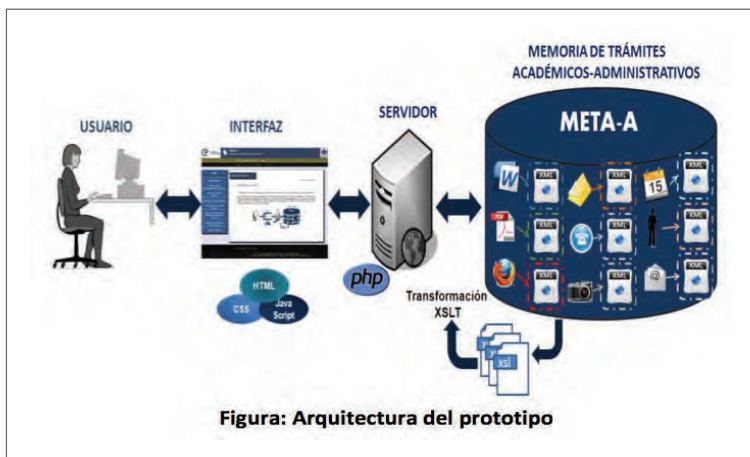 MEMORIA DE TRÁMITES
ACADÉMICOS-ADMINISTRATIVOS
USUARIO
INTERFAZ
SERVIDOR
META-A
W
XML
XML
15
XML
PDF
XML
XML
XML
XML
XML
@
XML
php
HTML
CSS
Java
Script
Transformación
XSLT
xsl
Figura: Arquitectura del prototipo